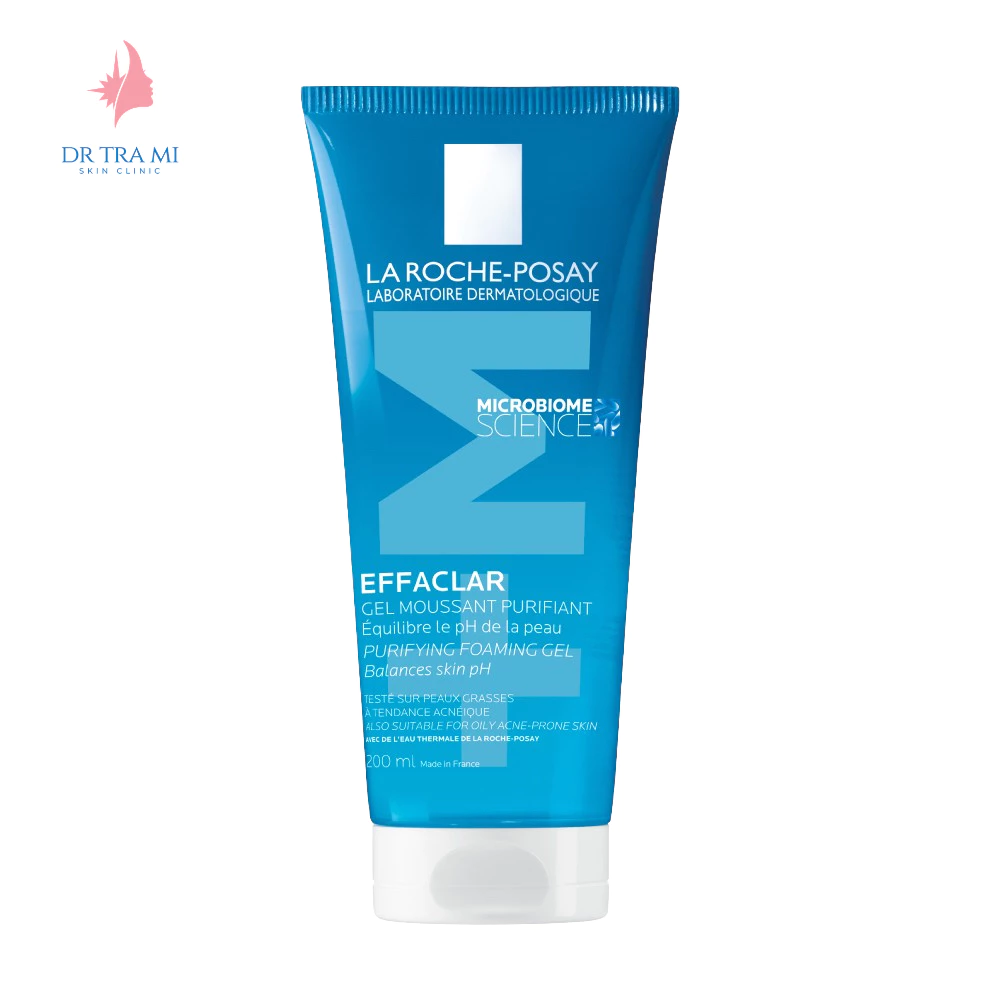 DR TRA MI
SKIN CLINIC
LA ROCHE-POSAY
LABORATOIRE DERMATOLOGIQUE
MICROBIOME
SCIENCE
EFFACLAR
GEL MOUSSANT PURIFIANT
Équilibre le pH de la peau
PURIFYING FOAMING GEL
Balances skin pH
TESTÉ SUR PEAUX GRASSES
À TENDANCE ACNÉIQUE
ALSO SUITABLE FOR OILY ACNE-PRONE SKIN
AVEC DE L'EAU THERMALE DE LA ROCHE-POSAY
200 ml Made in France